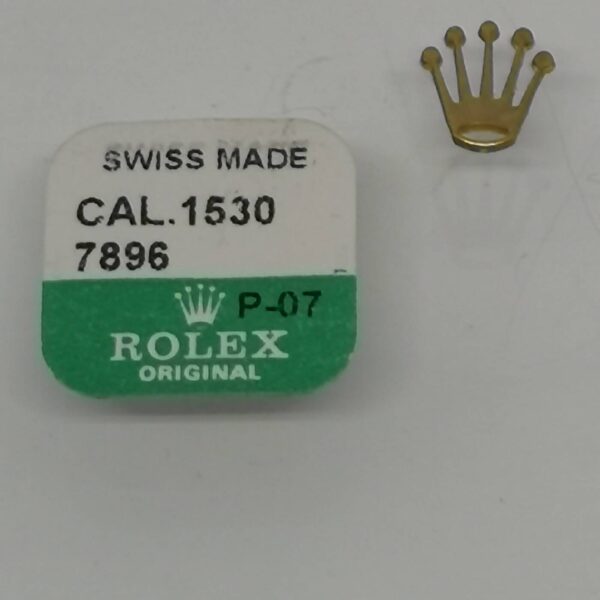 SWISS MADE
CAL.1530
7896
P-07
ROLEX
ORIGINAL